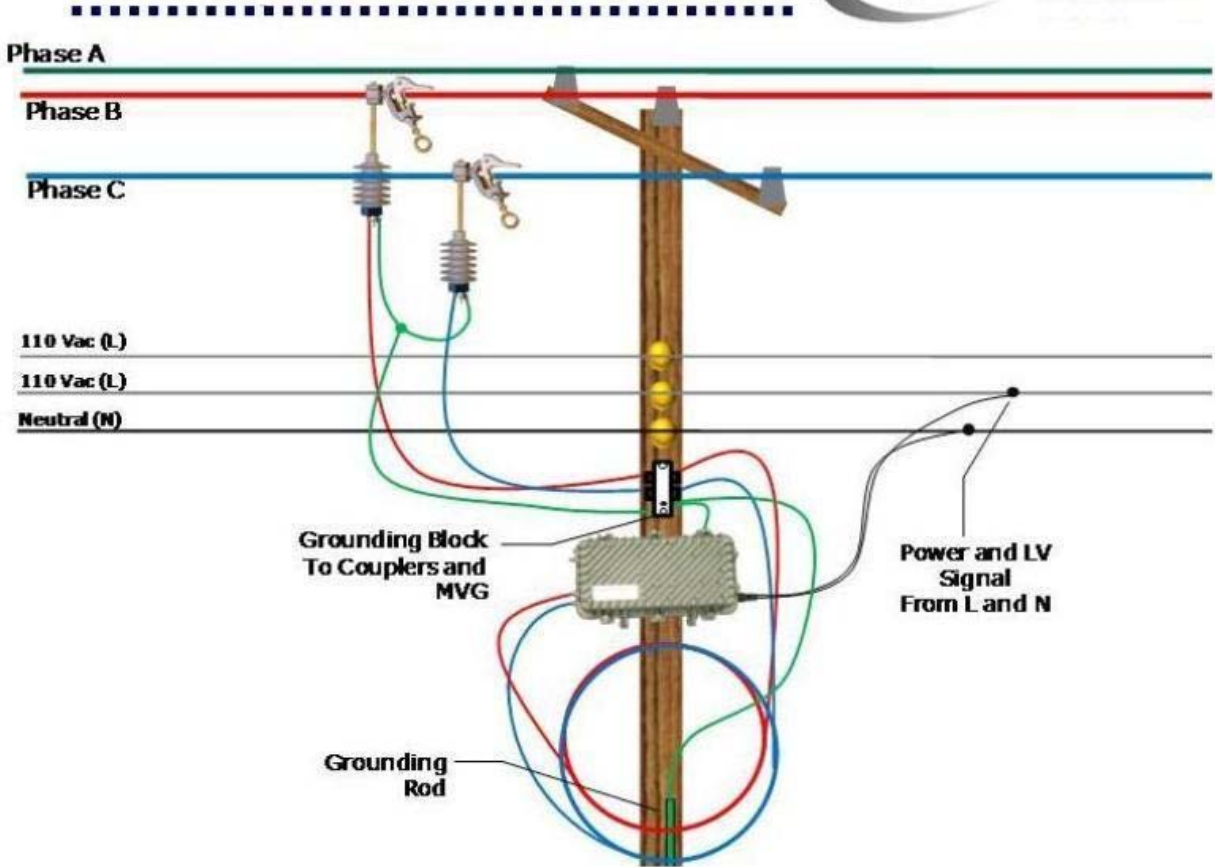 Phase A
Phase B
Phase C
110 Vac (L)
110 Vac (L)
Neutral (N)
Grounding Block
To Couplers and
MVG
Power and LV
Signal
From L and N
Grounding
Rod